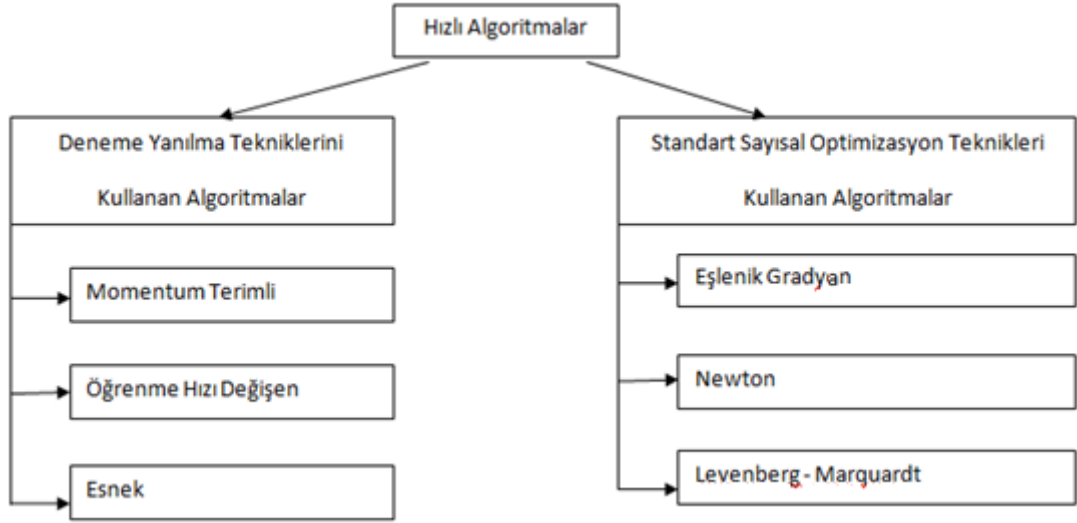 Hızlı Algoritmalar
Deneme Yanılma Tekniklerini
Kullanan Algoritmalar
Momentum Terimli
Öğrenme Hızı Değişen
Esnek
Standart Sayısal Optimizasyon Teknikleri
Kullanan Algoritmalar
Eşlenik Gradyan
Newton
Levenberg - Marquardt